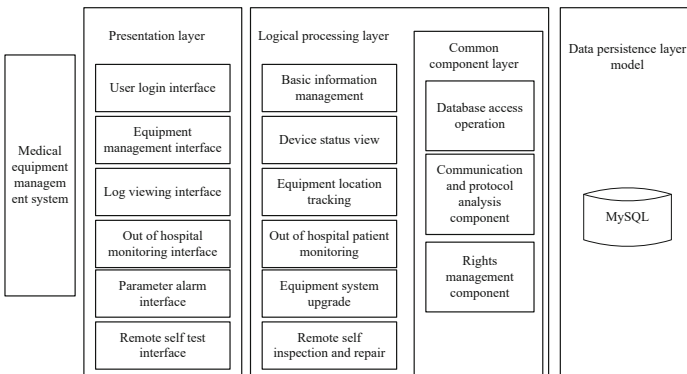 Medical
equipment
managem
ent system
Presentation layer
User login interface
Equipment
management interface
Log viewing interface
Out of hospital
monitoring interface
Parameter alarm
interface
Remote self test
interface
Logical processing layer
Basic information
management
Device status view
Equipment location
tracking
Out of hospital patient
monitoring
Equipment system
upgrade
Remote self
inspection and repair
Common
component layer
Database access
operation
Communication
and protocol
analysis component
Rights
management
component
Data persistence layer
model
MySQL